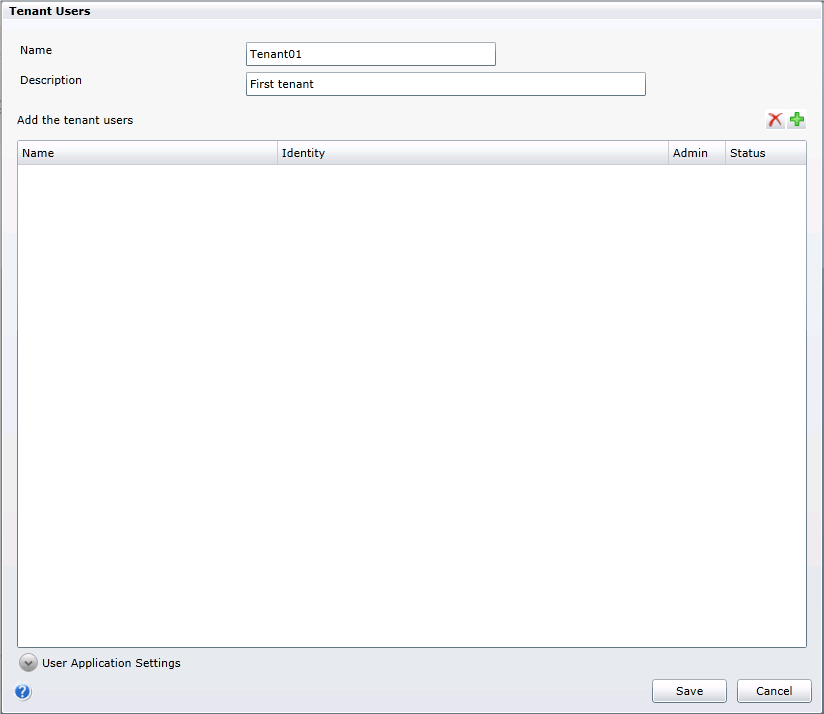 Tenant Users
Name Tenant01
Description First tenant
Add the tenant users
Name Identity Admin Status
User Application Settings
? Save Cancel